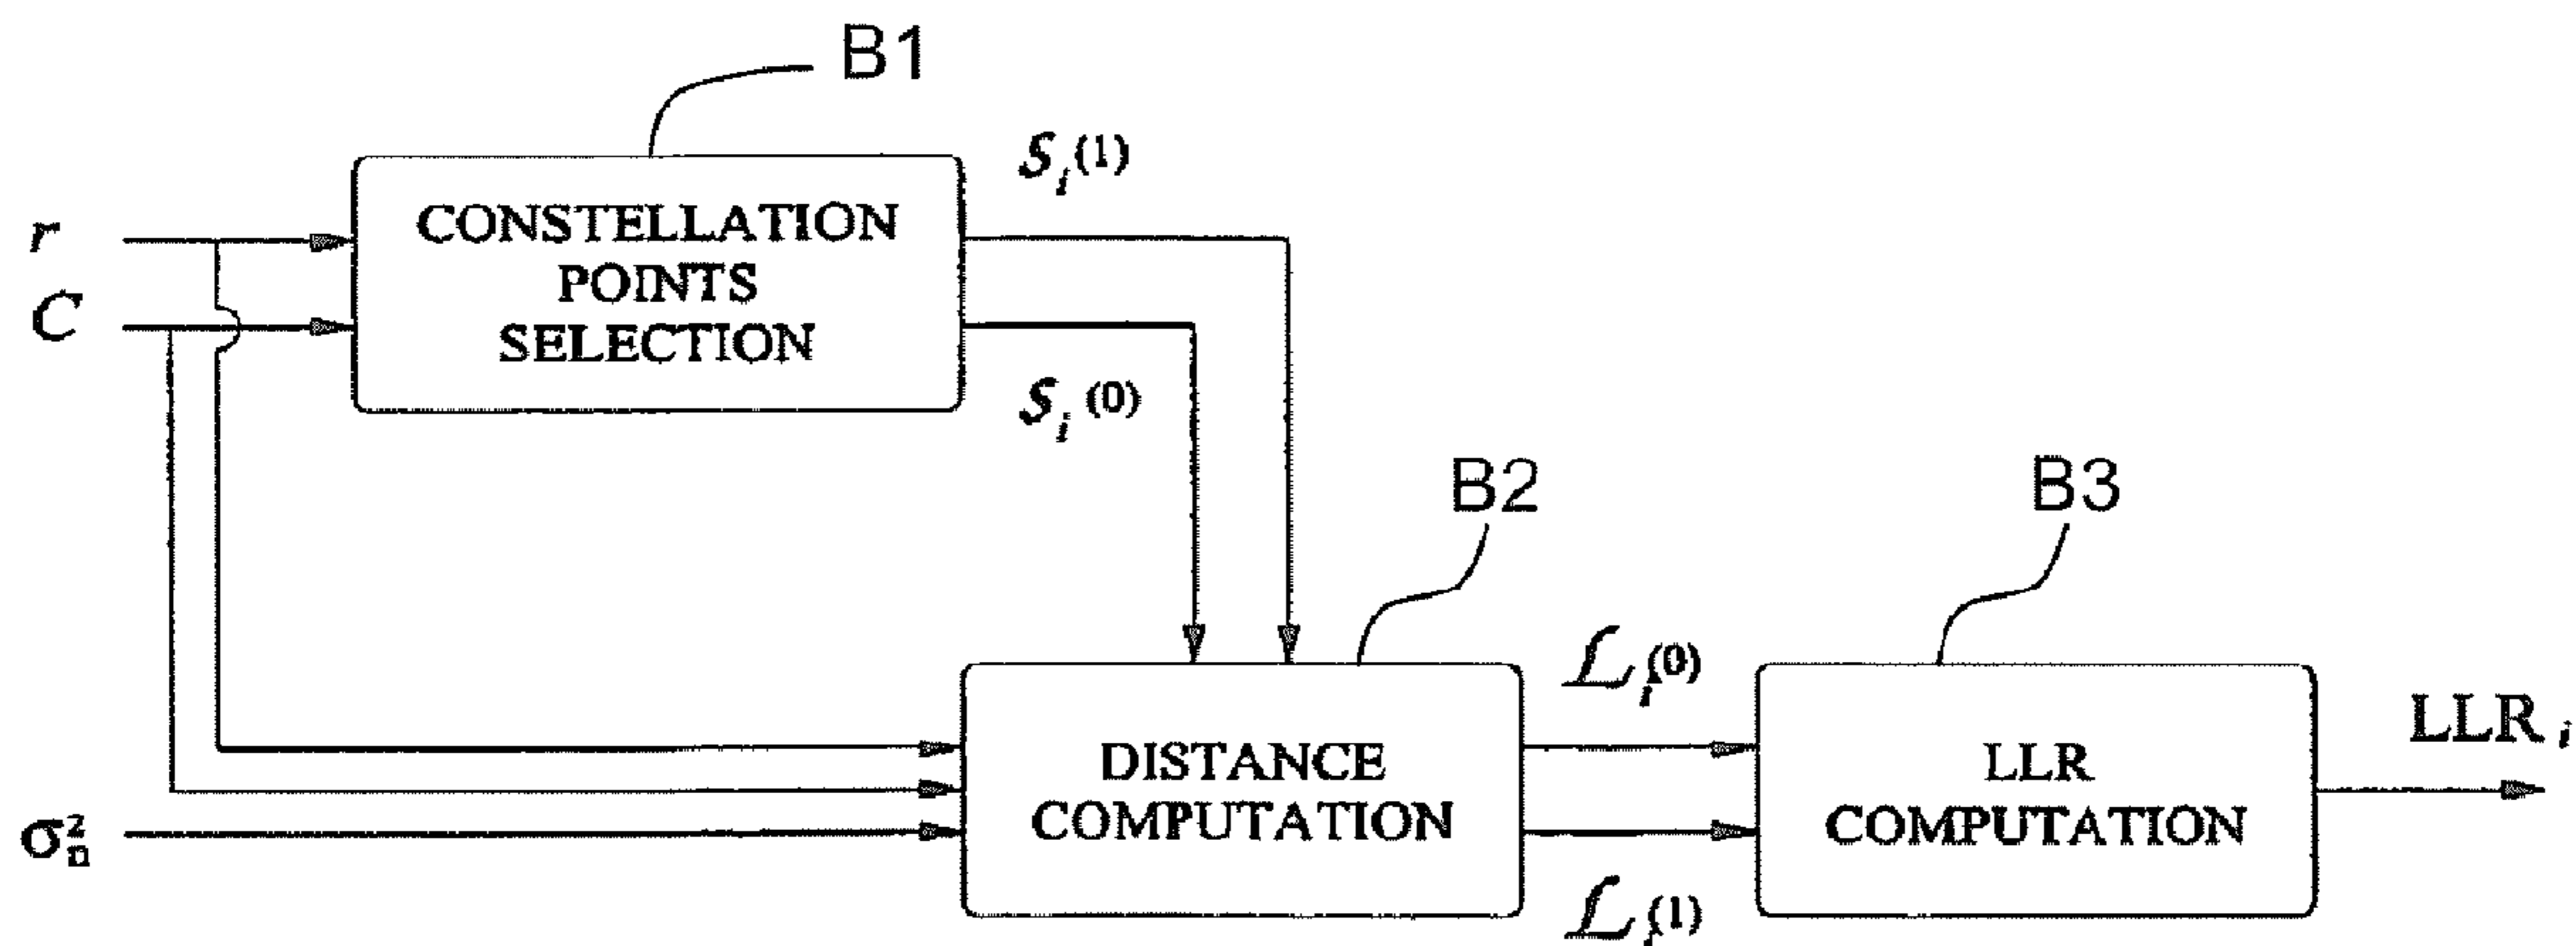 B1
S_i^(1)
r
C
CONSTELLATION
POINTS
SELECTION
S_i^(0)
B2
B3
ℒ_i^(0)
LLR_i
DISTANCE
COMPUTATION
LLR
COMPUTATION
σ_n^2
ℒ_i^(1)